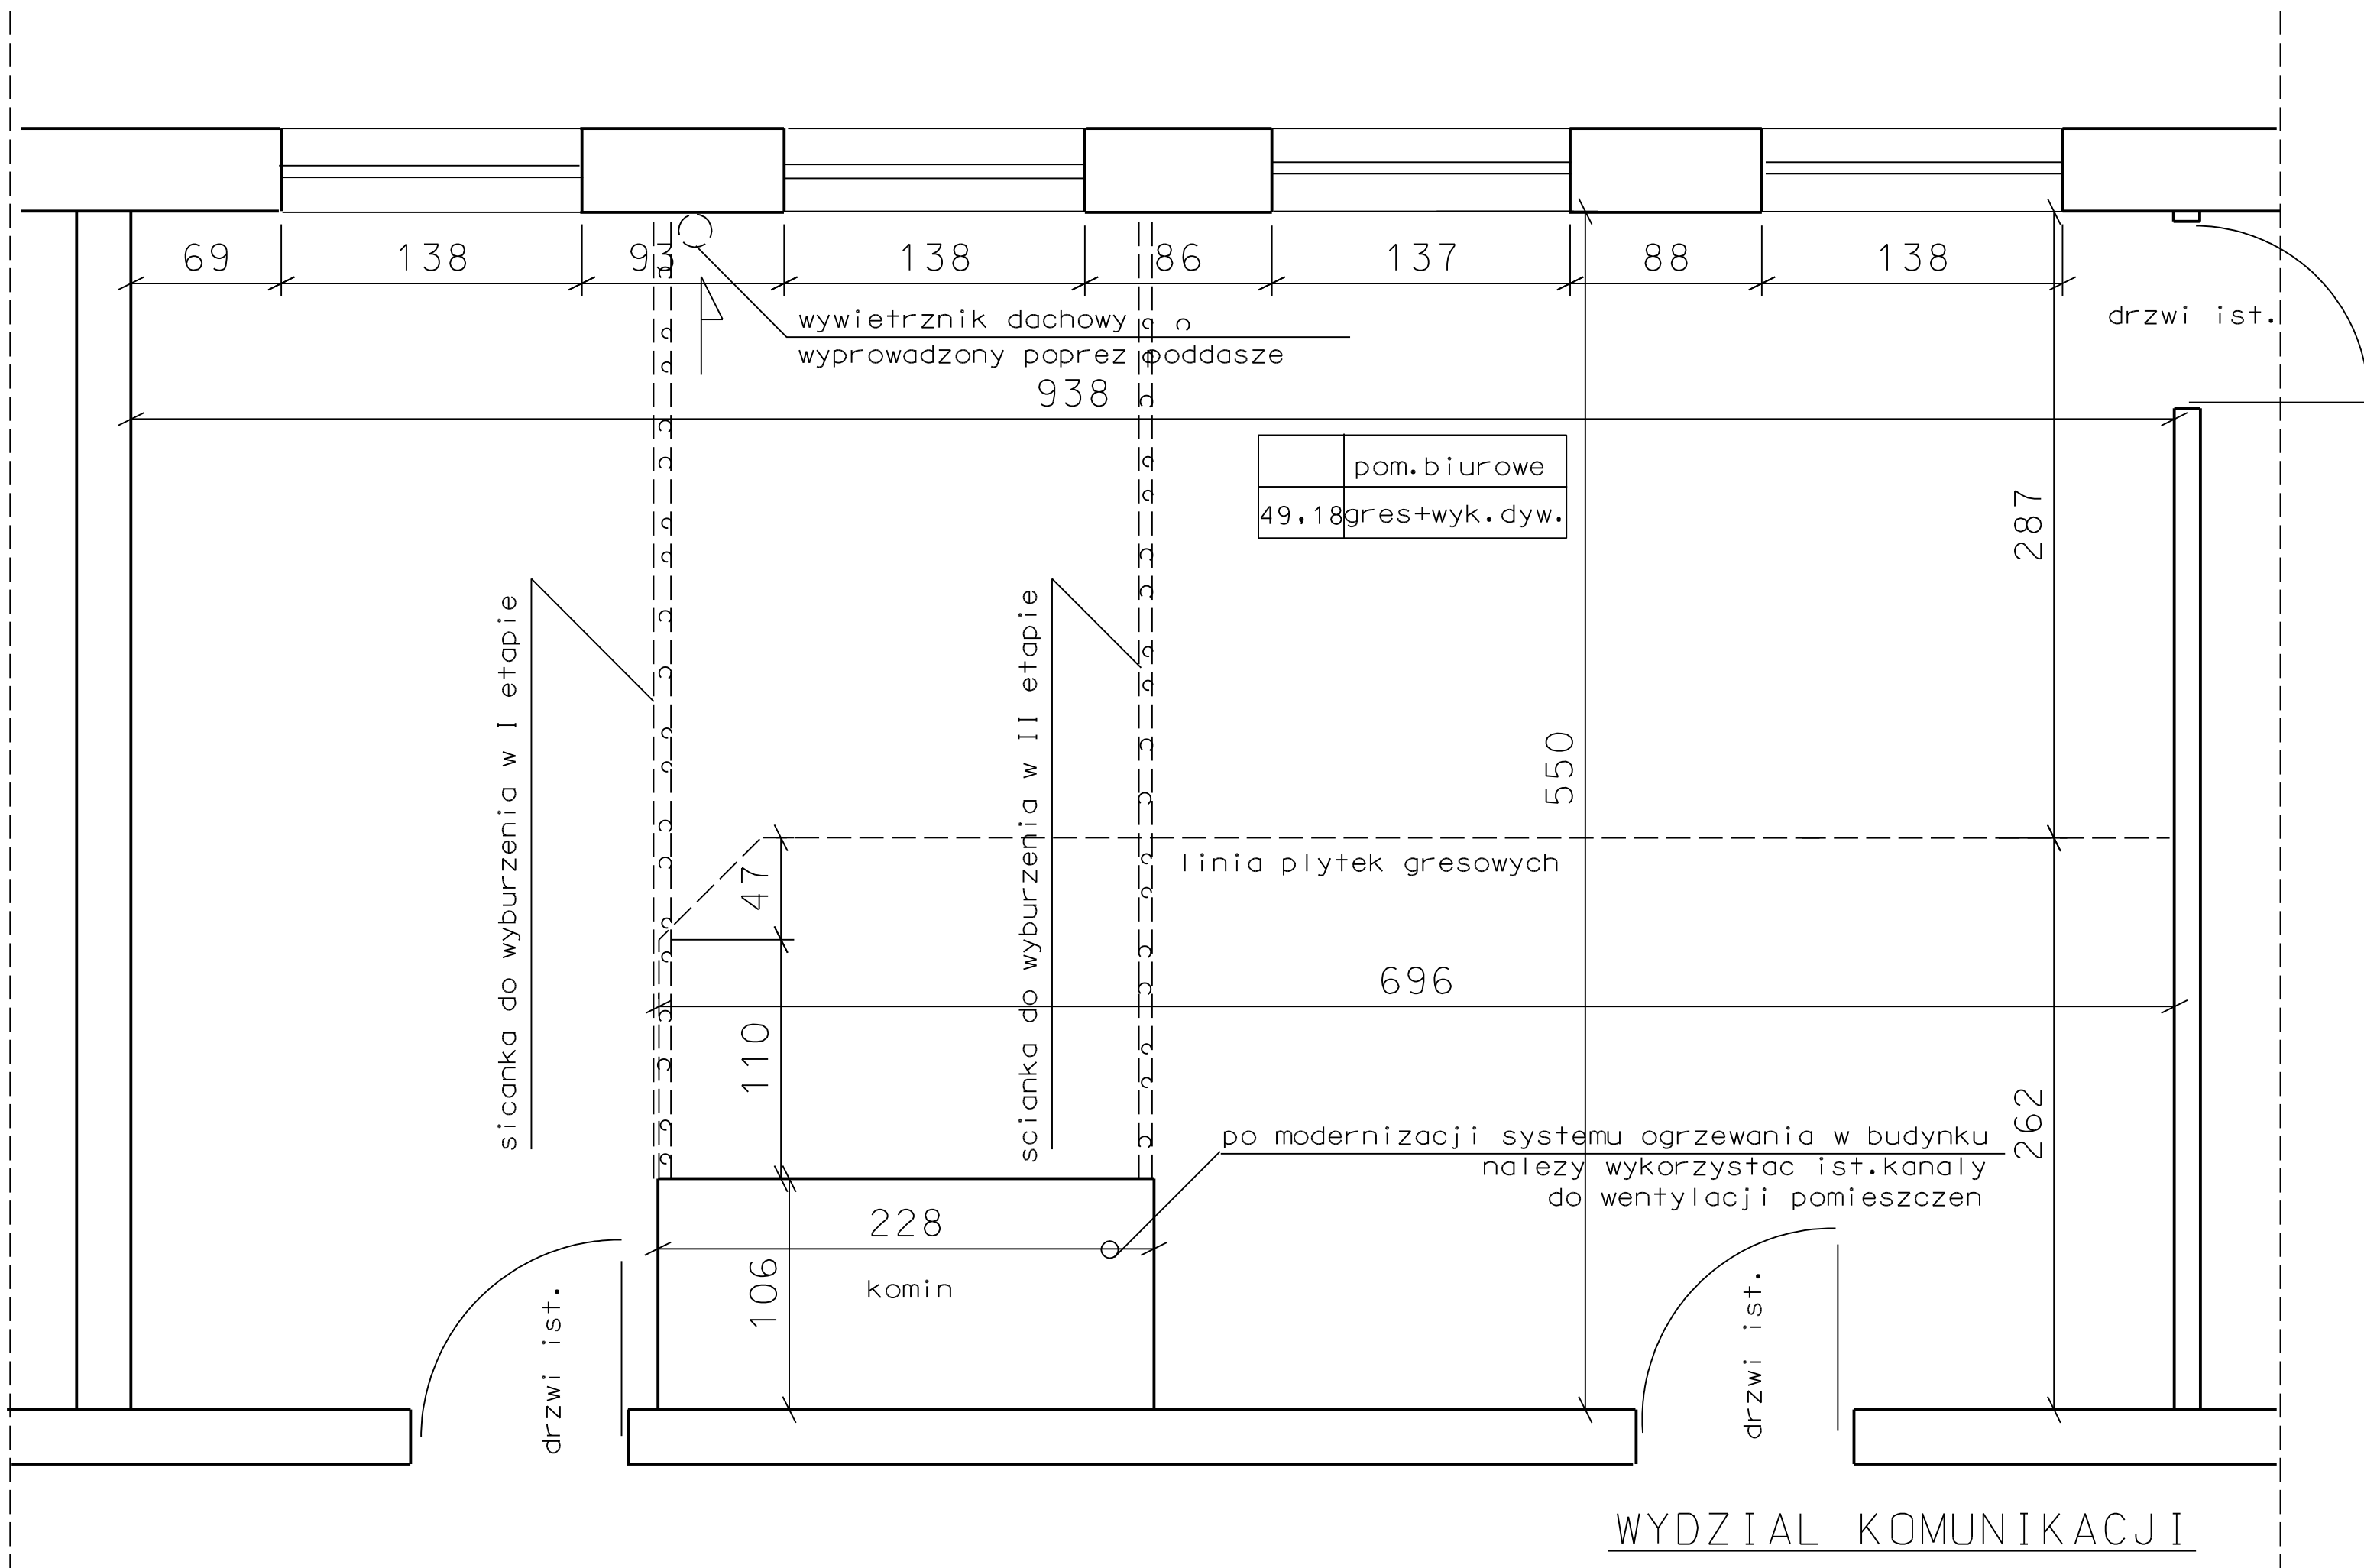 69 138 93 138 86 137 88 138
wywietrznik dachowy
wyprowadzony poprez poddasze
drzwi ist.
938
pom.biurowe
49,18 gres+wyk.dyw.
287
sicanka do wyburzenia w I etapie
scianka do wyburzenia w II etapie
550
47
linia plytek gresowych
696
110
262
po modernizacji systemu ogrzewania w budynku
nalezy wykorzystac ist.kanaly
do wentylacji pomieszczen
228
106
komin
drzwi ist.
drzwi ist.
WYDZIAL KOMUNIKACJI